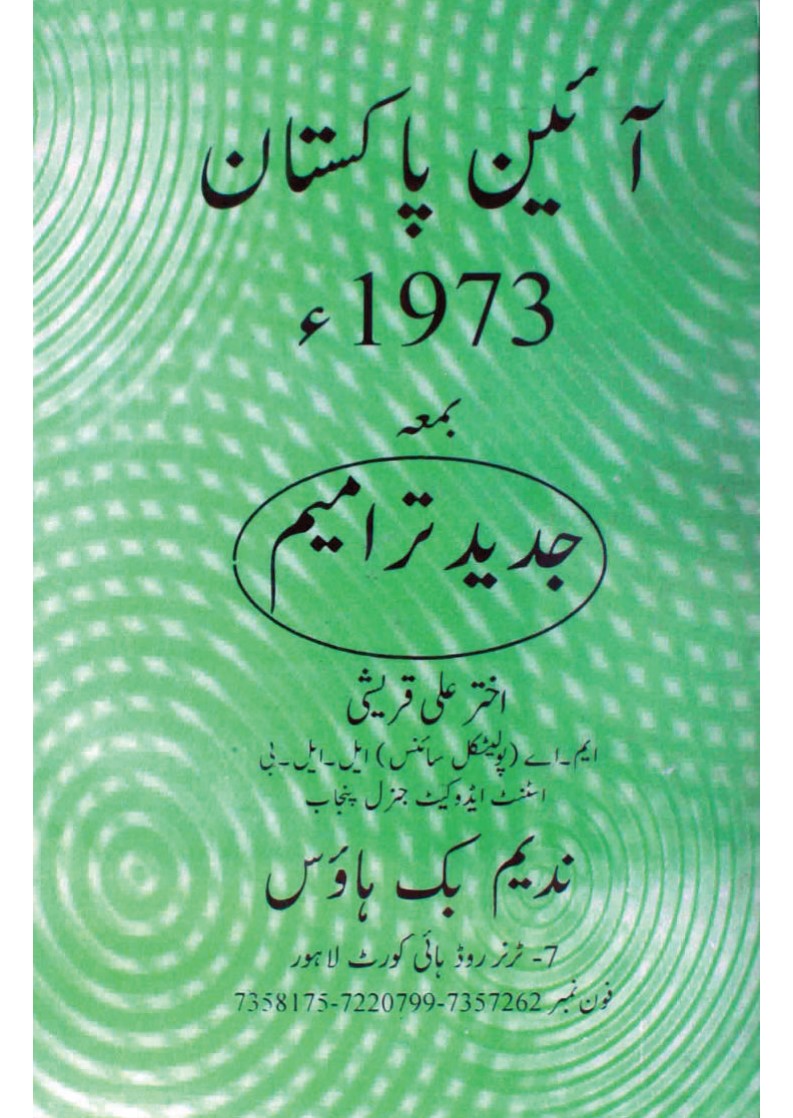 آئین پاکستان
1973ء
بمعہ
جدید ترامیم
اختر علی قریشی
ایم۔اے (پولیٹکل سائنس) ایل۔ایل۔بی
اسٹنٹ ایڈوکیٹ جنرل پنجاب
ندیم بک ہاؤس
7- ٹرنر روڈ ہائی کورٹ لاہور
فون نمبر 7357262-7220799-7358175